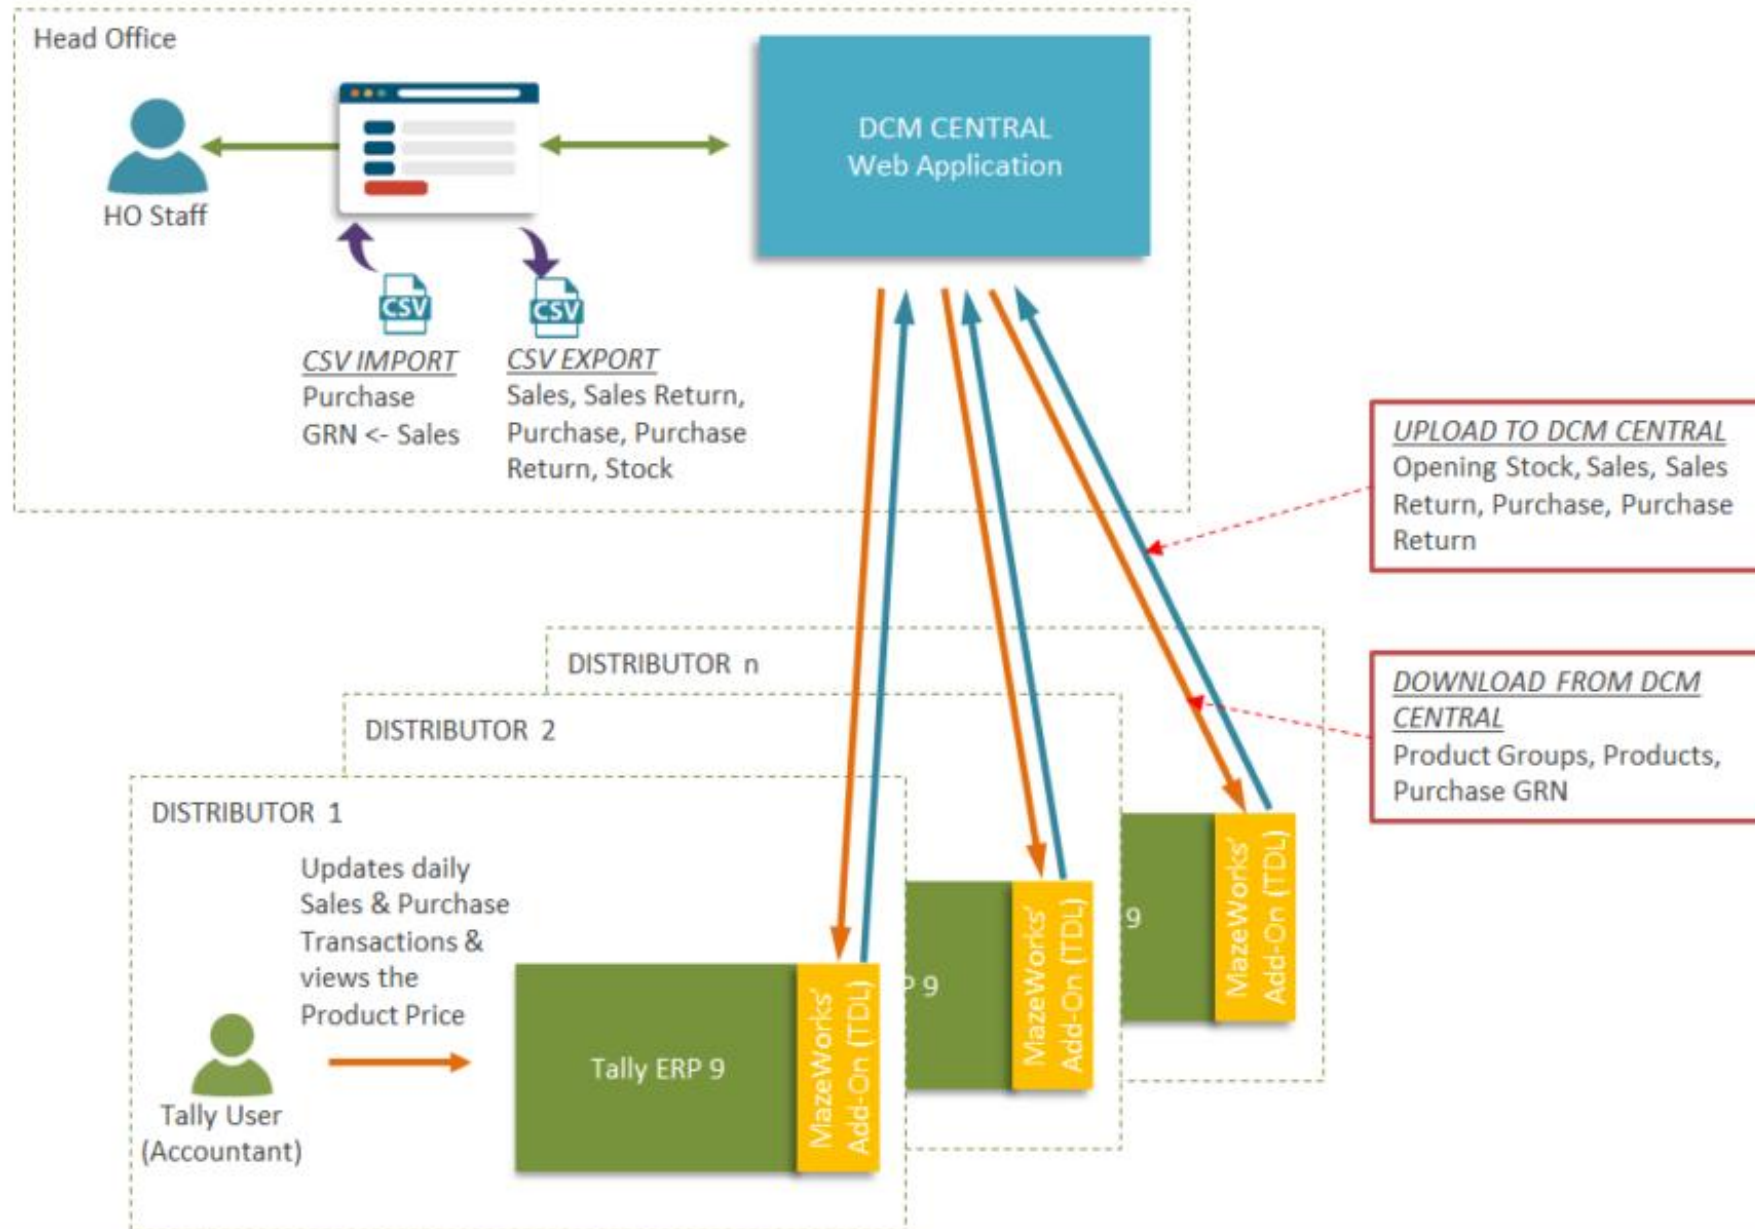 Head Office
HO Staff
DCM CENTRAL
Web Application
CSV
CSV
CSV IMPORT
Purchase
GRN <- Sales
CSV EXPORT
Sales, Sales Return,
Purchase, Purchase
Return, Stock
UPLOAD TO DCM CENTRAL
Opening Stock, Sales, Sales
Return, Purchase, Purchase
Return
DOWNLOAD FROM DCM
CENTRAL
Product Groups, Products,
Purchase GRN
DISTRIBUTOR n
9
MazeWorks'
Add-On (TDL)
DISTRIBUTOR 2
P 9
MazeWorks'
Add-On (TDL)
DISTRIBUTOR 1
Updates daily
Sales & Purchase
Transactions &
views the
Product Price
Tally User
(Accountant)
Tally ERP 9
MazeWorks'
Add-On (TDL)